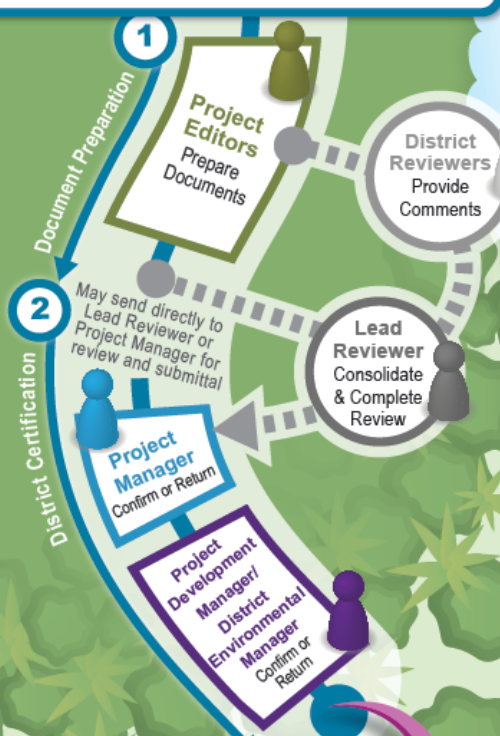 1
Document Preparation
Project
Editors
Prepare
Documents
District
Reviewers
Provide
Comments
2
District Certification
May send directly to
Lead Reviewer or
Project Manager for
review and submittal
Lead
Reviewer
Consolidate
& Complete
Review
Project
Manager
Confirm or Return
Project
Development
Manager/
District
Environmental
Manager
Confirm or
Return